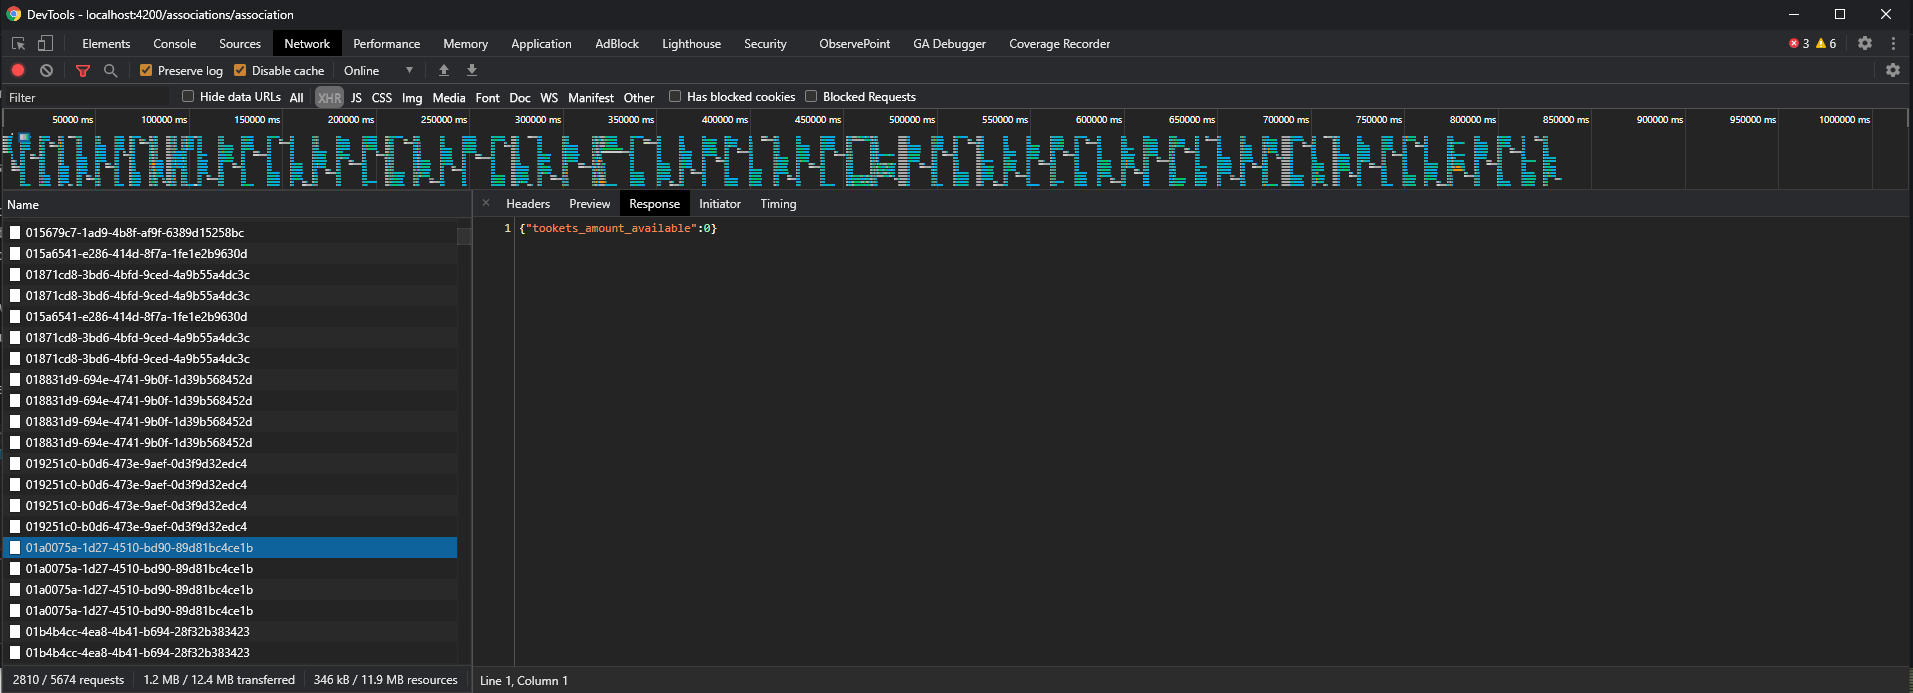 DevTools - localhost:4200/associations/association
Elements Console Sources Network Performance Memory Application AdBlock Lighthouse Security ObservePoint GA Debugger Coverage Recorder 3 6
Preserve log Disable cache Online
Filter Hide data URLs All XHR JS CSS Img Media Font Doc WS Manifest Other Has blocked cookies Blocked Requests
50000 ms 100000 ms 150000 ms 200000 ms 250000 ms 300000 ms 350000 ms 400000 ms 450000 ms 500000 ms 550000 ms 600000 ms 650000 ms 700000 ms 750000 ms 800000 ms 850000 ms 900000 ms 950000 ms 1000000 ms
Name
Headers Preview Response Initiator Timing
1 {"tookets_amount_available":0}
015679c7-1ad9-4b8f-af9f-6389d15258bc
015a6541-e286-414d-8f7a-1fe1e2b9630d
01871cd8-3bd6-4bfd-9ced-4a9b55a4dc3c
01871cd8-3bd6-4bfd-9ced-4a9b55a4dc3c
015a6541-e286-414d-8f7a-1fe1e2b9630d
01871cd8-3bd6-4bfd-9ced-4a9b55a4dc3c
01871cd8-3bd6-4bfd-9ced-4a9b55a4dc3c
018831d9-694e-4741-9b0f-1d39b568452d
018831d9-694e-4741-9b0f-1d39b568452d
018831d9-694e-4741-9b0f-1d39b568452d
018831d9-694e-4741-9b0f-1d39b568452d
019251c0-b0d6-473e-9aef-0d3f9d32edc4
019251c0-b0d6-473e-9aef-0d3f9d32edc4
019251c0-b0d6-473e-9aef-0d3f9d32edc4
019251c0-b0d6-473e-9aef-0d3f9d32edc4
01a0075a-1d27-4510-bd90-89d81bc4ce1b
01a0075a-1d27-4510-bd90-89d81bc4ce1b
01a0075a-1d27-4510-bd90-89d81bc4ce1b
01a0075a-1d27-4510-bd90-89d81bc4ce1b
01b4b4cc-4ea8-4b41-b694-28f32b383423
01b4b4cc-4ea8-4b41-b694-28f32b383423
2810 / 5674 requests 1.2 MB / 12.4 MB transferred 346 kB / 11.9 MB resources
Line 1, Column 1